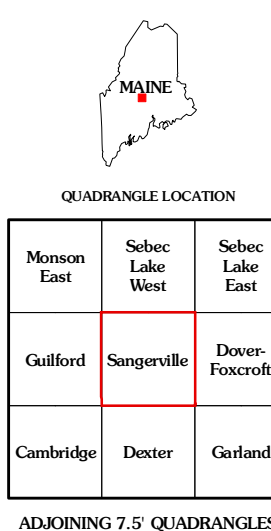 MAINE
QUADRANGLE LOCATION
Monson
East
Sebec
Lake
West
Sebec
Lake
East
Guilford
Sangerville
Dover-
Foxcroft
Cambridge
Dexter
Garland
ADJOINING 7.5' QUADRANGLES